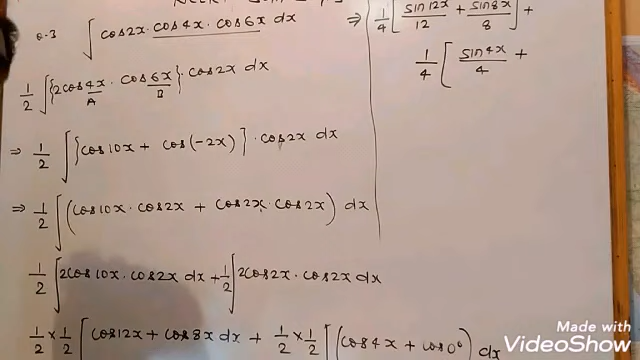 Q-3 ∫ cos2x · cos4x · cos6x dx
1/2 ∫ {2cos4x · cos6x} · cos2x dx
A B
⇒ 1/2 ∫ {cos10x + cos(-2x)} · cos2x dx
⇒ 1/2 ∫ (cos10x · cos2x + cos2x · cos2x) dx
1/2 ∫ 2cos10x · cos2x dx + 1/2 ∫ 2cos2x · cos2x dx
1/2 × 1/2 ∫ cos12x + cos8x dx + 1/2 × 1/2 ∫ (cos4x + cos0°) dx
⇒ 1/4 [ sin12x/12 + sin8x/8 ] +
1/4 [ sin4x/4 +
Made with
VideoShow